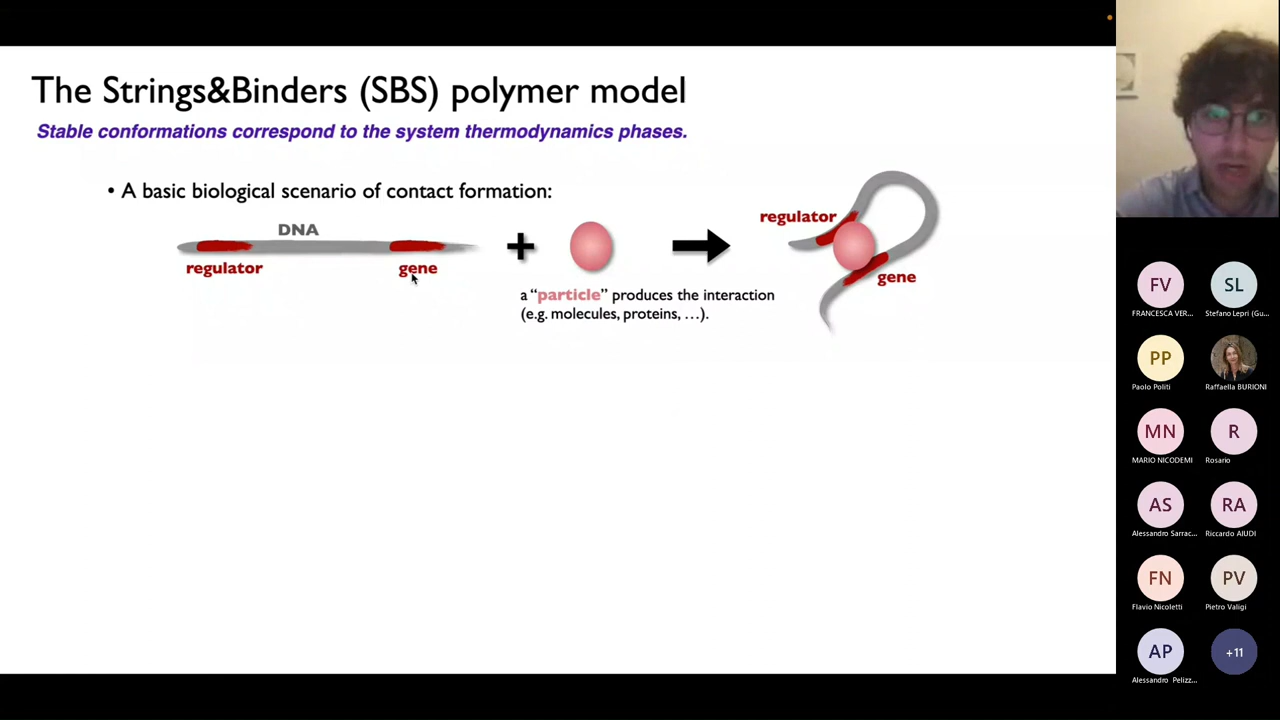 The Strings&Binders (SBS) polymer model
Stable conformations correspond to the system thermodynamics phases.
• A basic biological scenario of contact formation:
DNA
regulator
gene
a “particle” produces the interaction
(e.g. molecules, proteins, …).
regulator
gene
FV
SL
FRANCESCA VER...
Stefano Lepri (Gu...
PP
Paolo Politi
Raffaella BURIONI
MN
R
MARIO NICODEMI
Rosario
AS
RA
Alessandro Sarrac...
Riccardo AIUDI
FN
PV
Flavio Nicoletti
Pietro Valigi
AP
+11
Alessandro Pelizz...